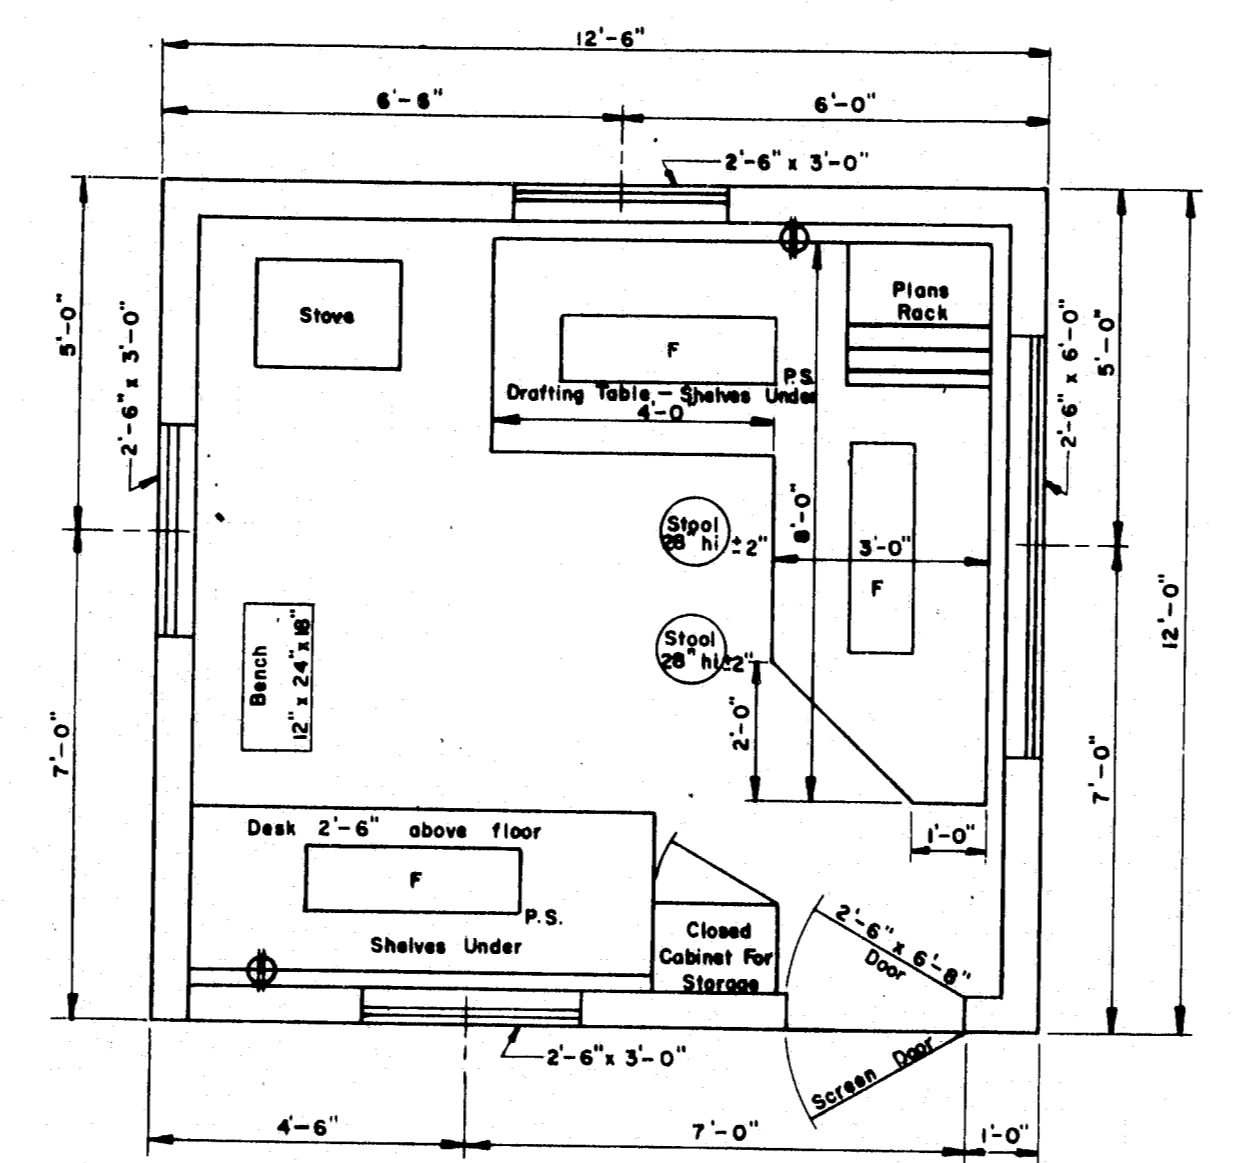 12'-6"
6'-6"
6'-0"
2'-6" x 3'-0"
5'-0"
2'-6" x 3'-0"
Stove
F
P.S.
Drafting Table – Shelves Under
4'-0"
Plans
Rack
2'-6" x 6'-0"
5'-0"
12'-0"
Stool
28" hi ±2"
8'-0"
3'-0"
F
Stool
28" hi ±2"
Bench
12" x 24" x 18"
2'-0"
7'-0"
7'-0"
1'-0"
Desk 2'-6" above floor
F
P.S.
Shelves Under
Closed
Cabinet For
Storage
2'-6" x 6'-8"
Door
Screen Door
2'-6" x 3'-0"
4'-6"
7'-0"
1'-0"